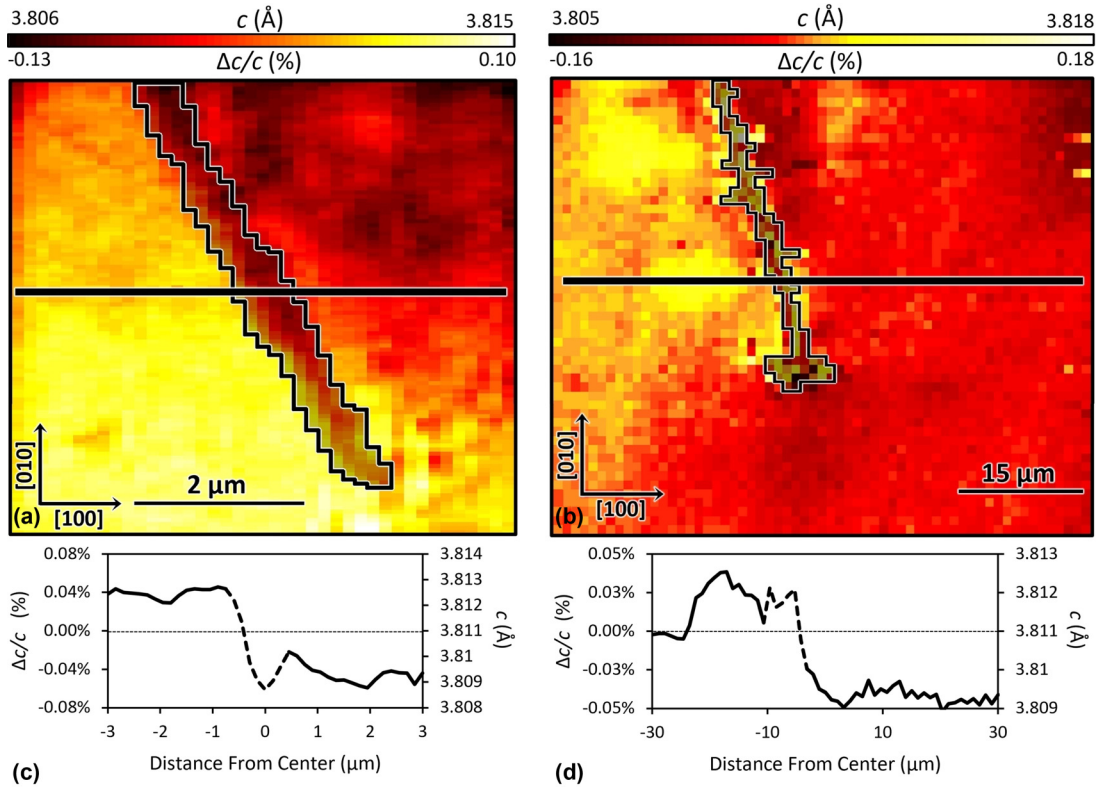 3.806 c (Å) 3.815
-0.13 Δc/c (%) 0.10
[010]
[100]
2 µm
(a)
3.805 c (Å) 3.818
-0.16 Δc/c (%) 0.18
[010]
[100]
15 µm
(b)
Δc/c (%)
0.08%
0.04%
0.00%
-0.04%
-0.08%
3.814
3.813
3.812
3.811
3.81
3.809
3.808
c (Å)
-3 -2 -1 0 1 2 3
Distance From Center (µm)
(c)
Δc/c (%)
0.05%
0.03%
0.00%
-0.03%
-0.05%
3.813
3.812
3.811
3.81
3.809
c (Å)
-30 -10 10 30
Distance From Center (µm)
(d)